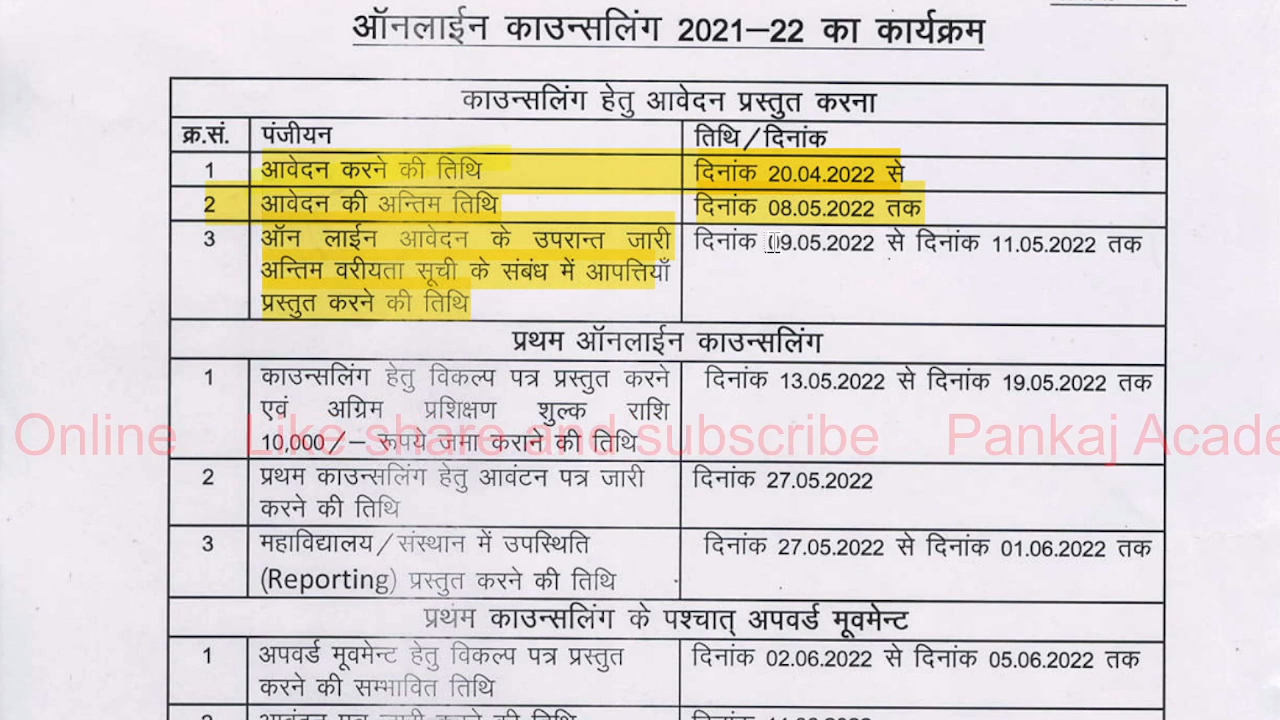 ऑनलाईन काउन्सलिंग 2021–22 का कार्यक्रम
काउन्सलिंग हेतु आवेदन प्रस्तुत करना
क्र.सं. पंजीयन तिथि/दिनांक
1 आवेदन करने की तिथि दिनांक 20.04.2022 से
2 आवेदन की अन्तिम तिथि दिनांक 08.05.2022 तक
3 ऑन लाईन आवेदन के उपरान्त जारी दिनांक 09.05.2022 से दिनांक 11.05.2022 तक
अन्तिम वरीयता सूची के संबंध में आपत्तियाँ
प्रस्तुत करने की तिथि
प्रथम ऑनलाईन काउन्सलिंग
1 काउन्सलिंग हेतु विकल्प पत्र प्रस्तुत करने दिनांक 13.05.2022 से दिनांक 19.05.2022 तक
एवं अग्रिम प्रशिक्षण शुल्क राशि
10,000/– रूपये जमा कराने की तिथि
Online Like share and subscribe Pankaj Acade
2 प्रथम काउन्सलिंग हेतु आवंटन पत्र जारी दिनांक 27.05.2022
करने की तिथि
3 महाविद्यालय/संस्थान में उपस्थिति दिनांक 27.05.2022 से दिनांक 01.06.2022 तक
(Reporting) प्रस्तुत करने की तिथि
प्रथम काउन्सलिंग के पश्चात् अपवर्ड मूवमेन्ट
1 अपवर्ड मूवमेन्ट हेतु विकल्प पत्र प्रस्तुत दिनांक 02.06.2022 से दिनांक 05.06.2022 तक
करने की सम्भावित तिथि